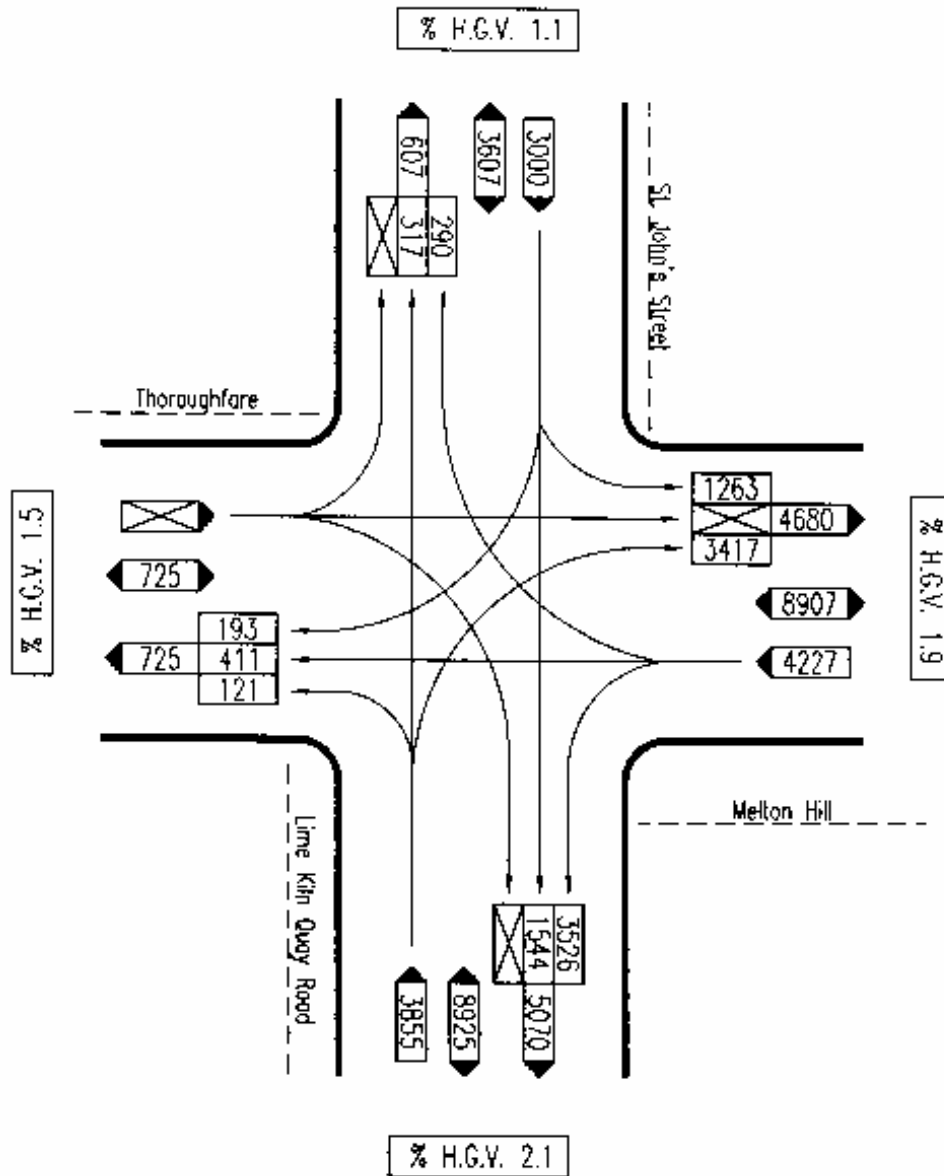 % H.G.V. 1.1
607
3607
3000
290
317
St. John's Street
Thoroughfare
1263
4680
3417
% H.G.V. 1.5
725
8907
% H.G.V. 1.9
193
725
411
4227
121
Melton Hill
Lime Kiln Quay Road
3526
1544
3855
8925
5070
% H.G.V. 2.1